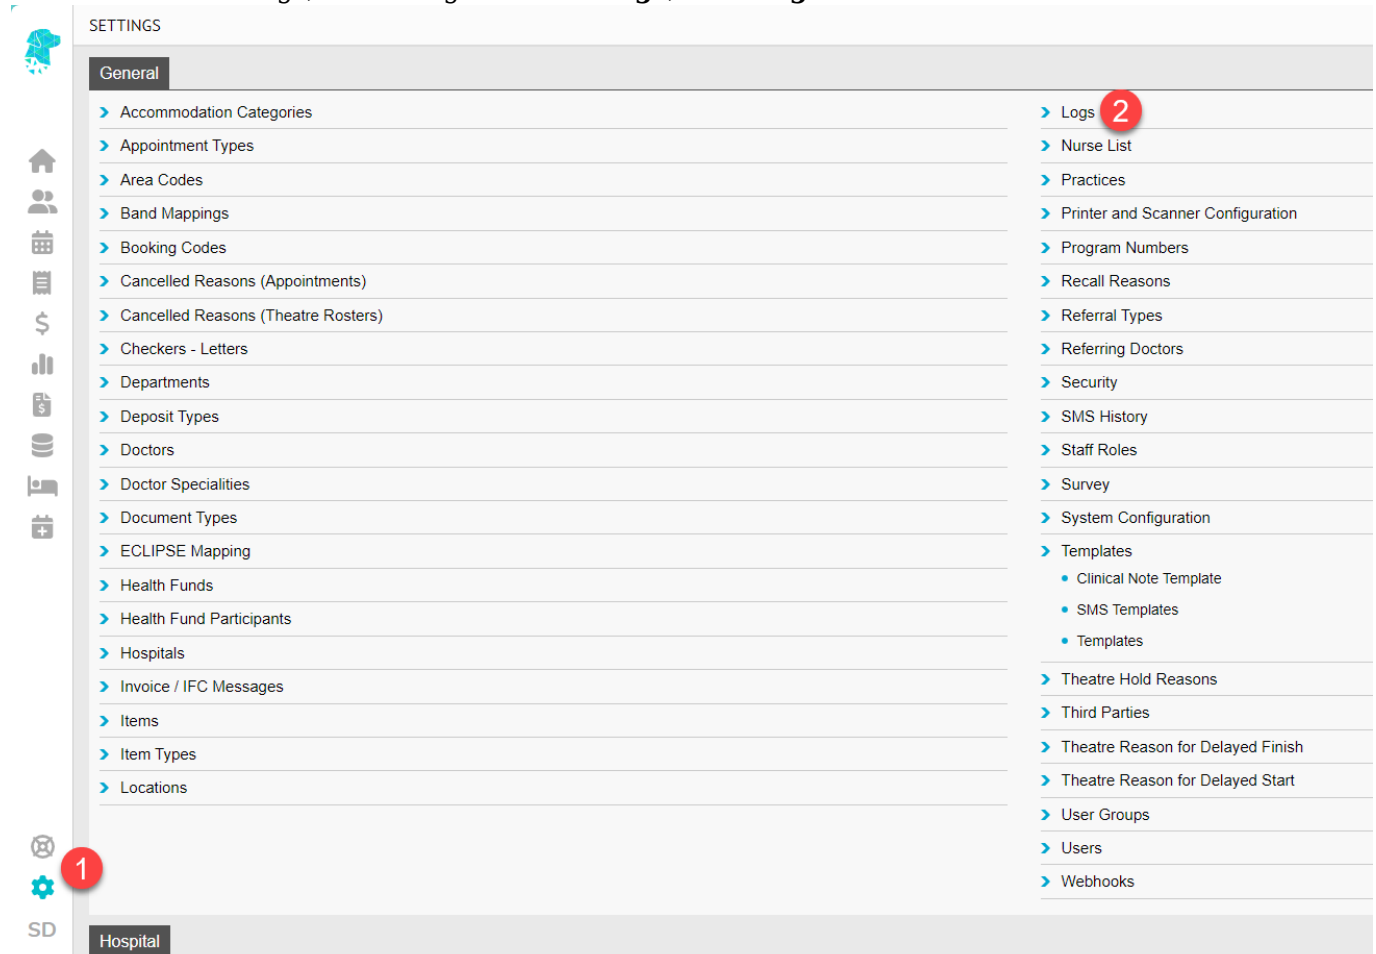 SETTINGS
General
Accommodation Categories
Appointment Types
Area Codes
Band Mappings
Booking Codes
Cancelled Reasons (Appointments)
Cancelled Reasons (Theatre Rosters)
Checkers - Letters
Departments
Deposit Types
Doctors
Doctor Specialities
Document Types
ECLIPSE Mapping
Health Funds
Health Fund Participants
Hospitals
Invoice / IFC Messages
Items
Item Types
Locations
Logs 2
Nurse List
Practices
Printer and Scanner Configuration
Program Numbers
Recall Reasons
Referral Types
Referring Doctors
Security
SMS History
Staff Roles
Survey
System Configuration
Templates
Clinical Note Template
SMS Templates
Templates
Theatre Hold Reasons
Third Parties
Theatre Reason for Delayed Finish
Theatre Reason for Delayed Start
User Groups
Users
Webhooks
1
SD
Hospital